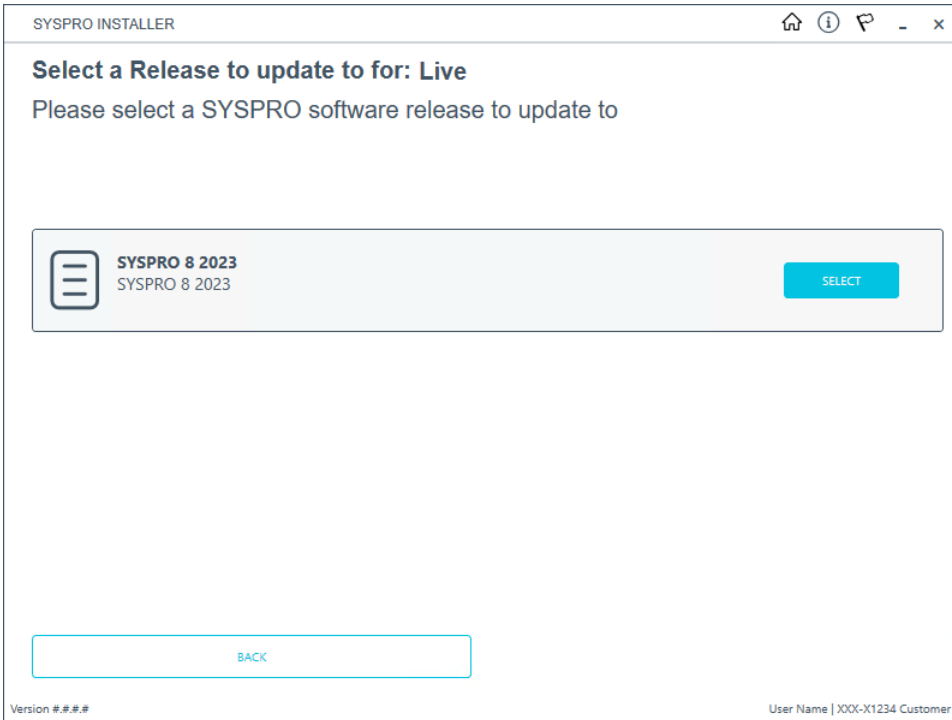 SYSPRO INSTALLER
Select a Release to update to for: Live
Please select a SYSPRO software release to update to
SYSPRO 8 2023
SYSPRO 8 2023
SELECT
BACK
Version #.#.#.#
User Name | XXX-X1234 Customer